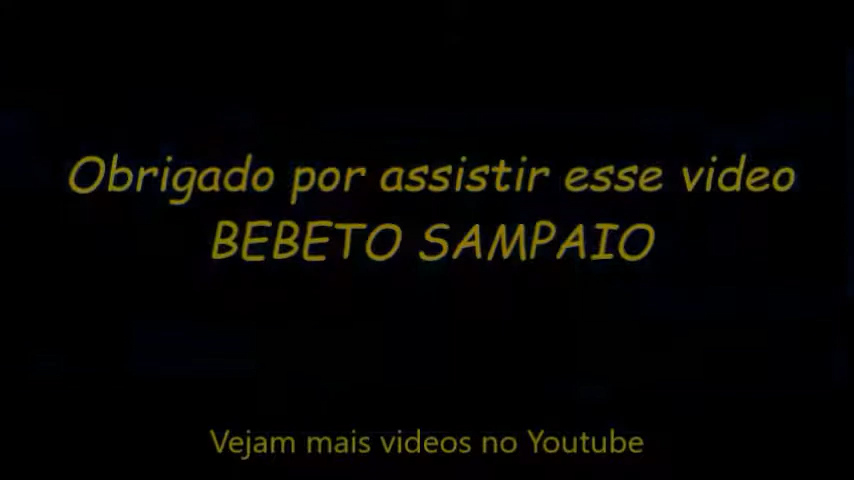 Obrigado por assistir esse video
BEBETO SAMPAIO
Vejam mais videos no Youtube